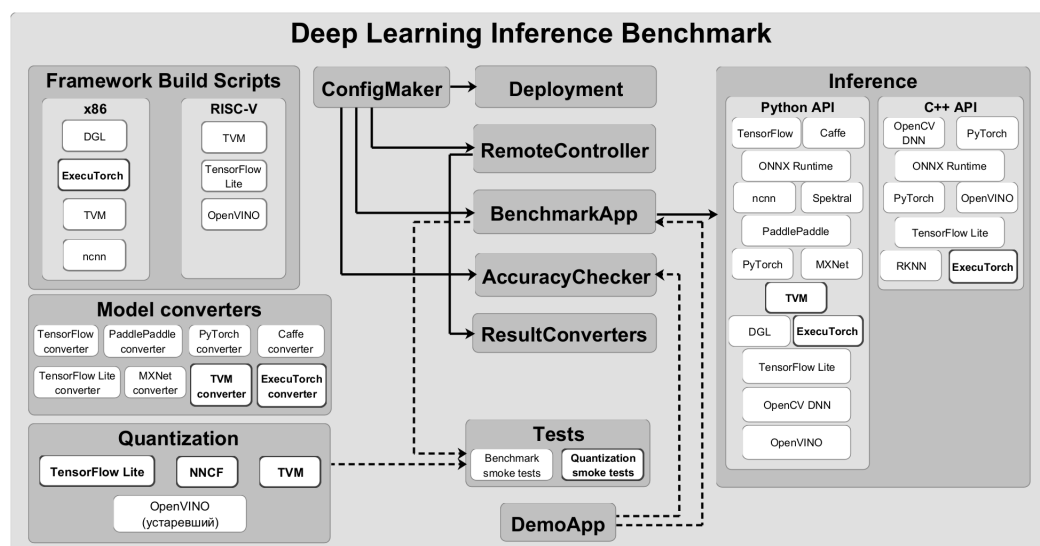 Deep Learning Inference Benchmark
Framework Build Scripts
x86
DGL
ExecuTorch
TVM
ncnn
RISC-V
TVM
TensorFlow
Lite
OpenVINO
Model converters
TensorFlow
converter
PaddlePaddle
converter
PyTorch
converter
Caffe
converter
TensorFlow Lite
converter
MXNet
converter
TVM
converter
ExecuTorch
converter
Quantization
TensorFlow Lite
NNCF
TVM
OpenVINO
(устаревший)
ConfigMaker
Deployment
RemoteController
BenchmarkApp
AccuracyChecker
ResultConverters
Tests
Benchmark
smoke tests
Quantization
smoke tests
DemoApp
Inference
Python API
TensorFlow
Caffe
ONNX Runtime
ncnn
Spektral
PaddlePaddle
PyTorch
MXNet
TVM
DGL
ExecuTorch
TensorFlow Lite
OpenCV DNN
OpenVINO
C++ API
OpenCV
DNN
PyTorch
ONNX Runtime
PyTorch
OpenVINO
TensorFlow Lite
RKNN
ExecuTorch